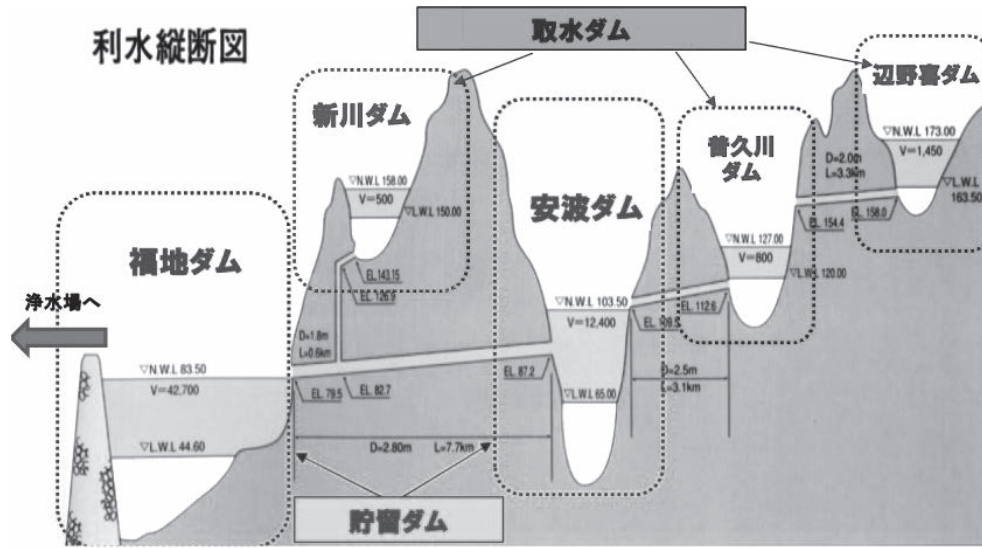 利水縦断図
取水ダム
辺野喜ダム
新川ダム
普久川
ダム
安波ダム
福地ダム
浄水場へ
▽N.W.L 173.00
V=1,450
▽L.W.L
163.50
D=2.00m
L=3.3km
EL. 158.0
EL. 154.4
▽N.W.L 158.00
V=500
▽L.W.L 150.00
EL.143.15
EL. 126.9
▽N.W.L 127.00
V=800
▽L.W.L 120.00
EL. 112.6
D=2.5m
L=3.1km
▽N.W.L 103.50
V=12,400
EL. 87.2
▽L.W.L 65.00
D=1.8m
L=0.6km
▽N.W.L 83.50
V=42,700
EL. 79.5
EL. 82.7
▽L.W.L 44.60
D=2.80m L=7.7km
貯留ダム